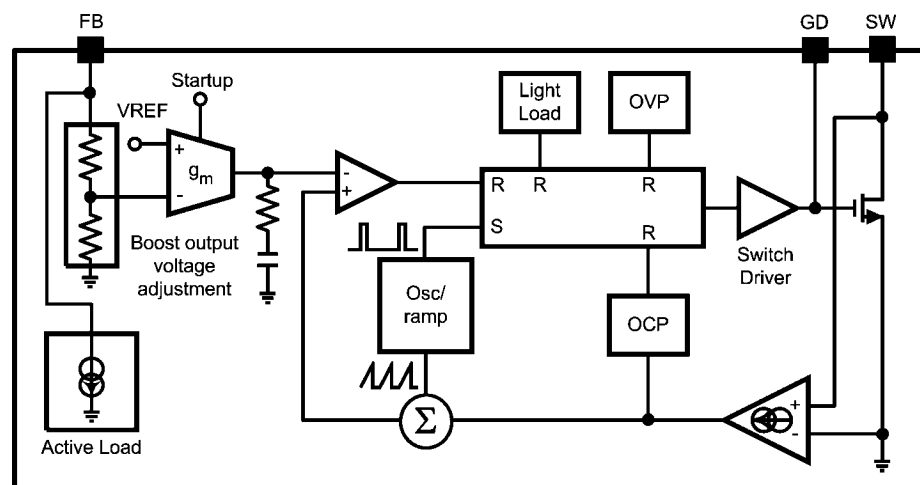 FB
GD
SW
Startup
VREF
+
g_m
-
Light
Load
OVP
-
+
R
R
R
S
R
Boost output
voltage
adjustment
Osc/
ramp
OCP
Switch
Driver
Σ
+
-
Active Load